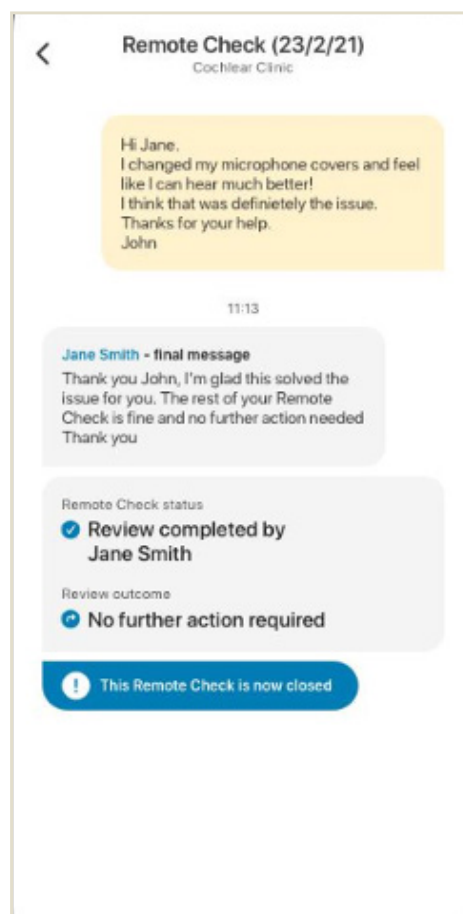 Remote Check (23/2/21)
Cochlear Clinic
Hi Jane.
I changed my microphone covers and feel
like I can hear much better!
I think that was definietely the issue.
Thanks for your help.
John
11:13
Jane Smith - final message
Thank you John, I'm glad this solved the
issue for you. The rest of your Remote
Check is fine and no further action needed
Thank you
Remote Check status
Review completed by
Jane Smith
Review outcome
No further action required
This Remote Check is now closed